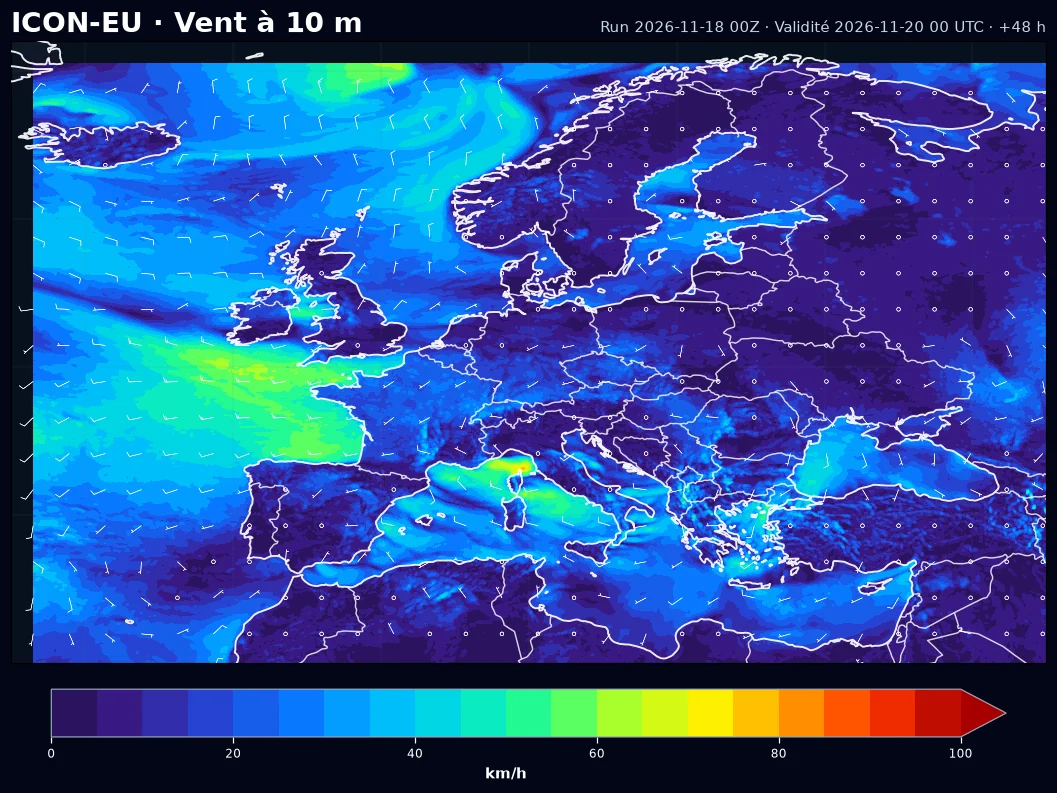 ICON-EU · Vent à 10 m
Run 2026-11-18 00Z · Validité 2026-11-20 00 UTC · +48 h
0 20 40 60 80 100
km/h